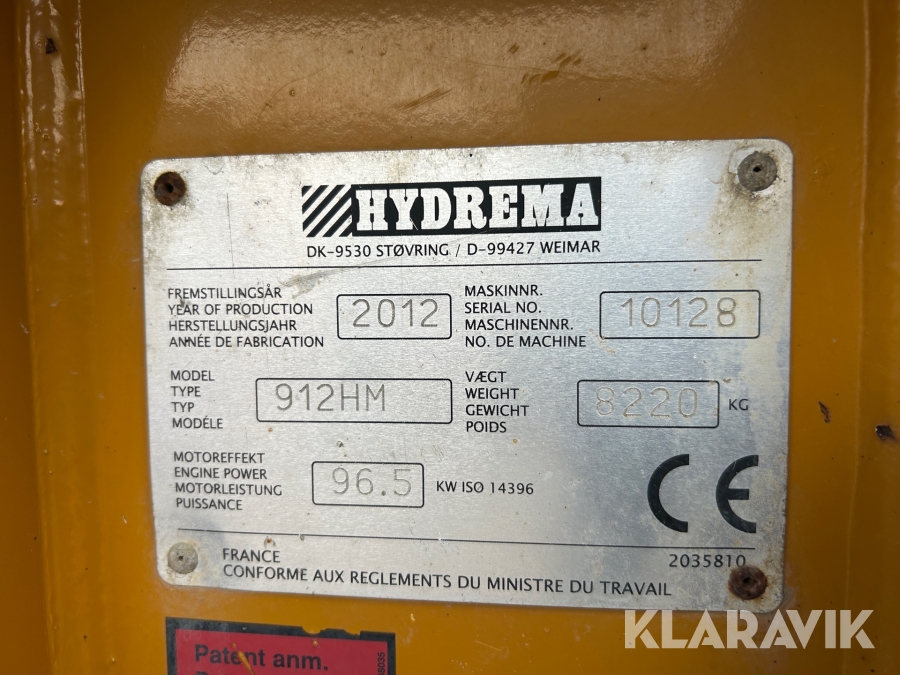 HYDREMA
DK-9530 STØVRING / D-99427 WEIMAR
FREMSTILLINGSÅR
YEAR OF PRODUCTION
HERSTELLUNGSJAHR
ANNÉE DE FABRICATION
2012
MASKINNR.
SERIAL NO.
MASCHINENNR.
NO. DE MACHINE
10128
MODEL
TYPE
TYP
MODÉLE
912HM
VÆGT
WEIGHT
GEWICHT
POIDS
8220 KG
MOTOREFFEKT
ENGINE POWER
MOTORLEISTUNG
PUISSANCE
96.5 KW ISO 14396
CE
FRANCE
2035810
CONFORME AUX REGLEMENTS DU MINISTRE DU TRAVAIL
Patent anm.
KLARAVIK